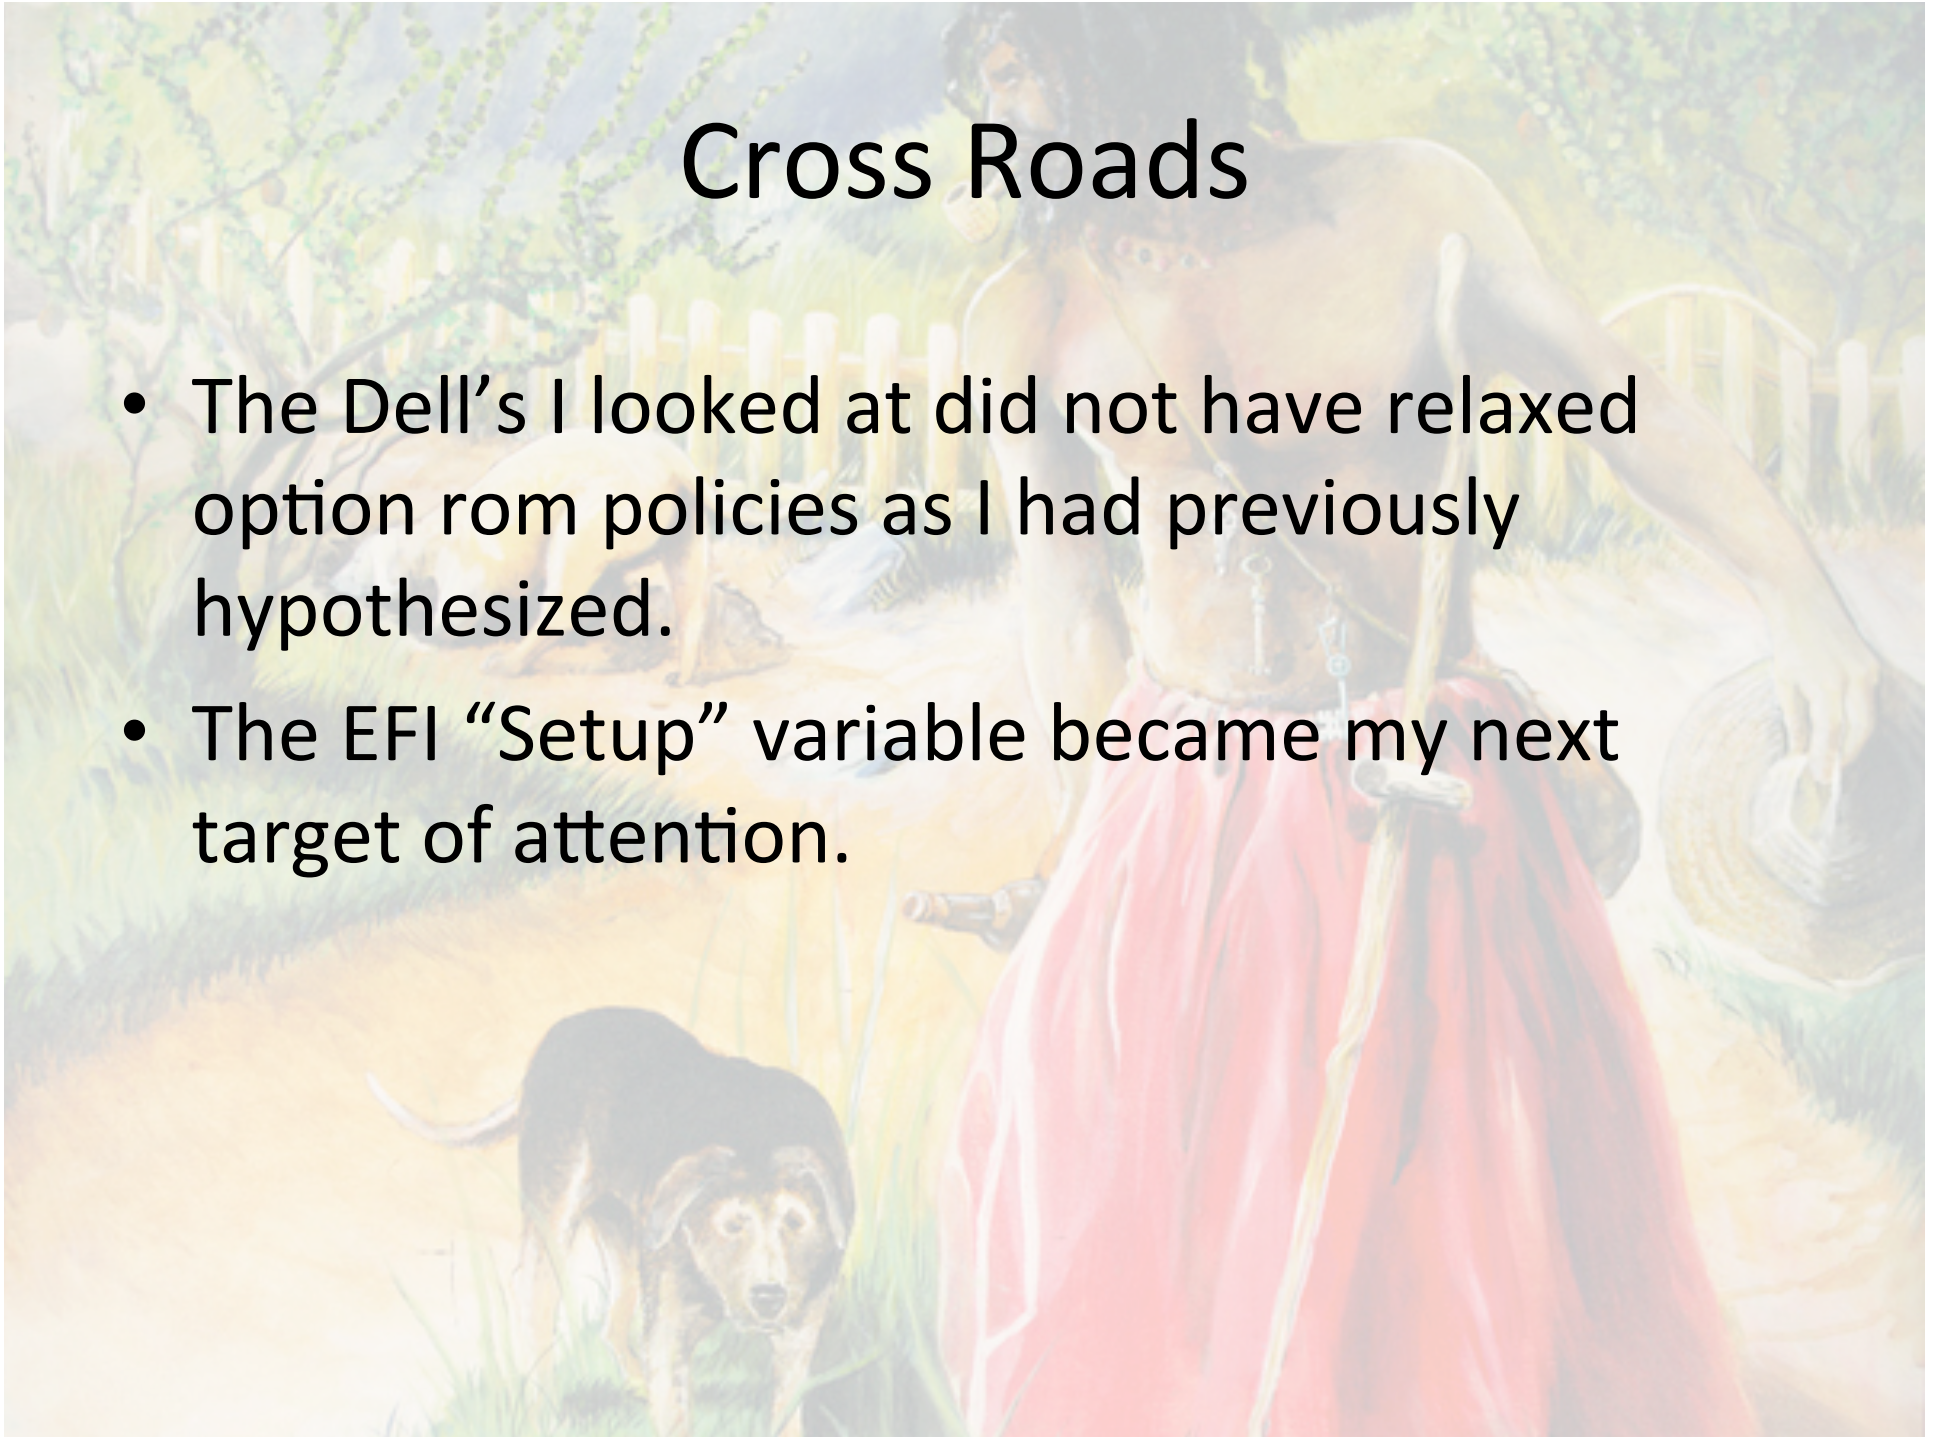 Cross Roads
• The Dell’s I looked at did not have relaxed
option rom policies as I had previously
hypothesized.
• The EFI “Setup” variable became my next
target of attention.